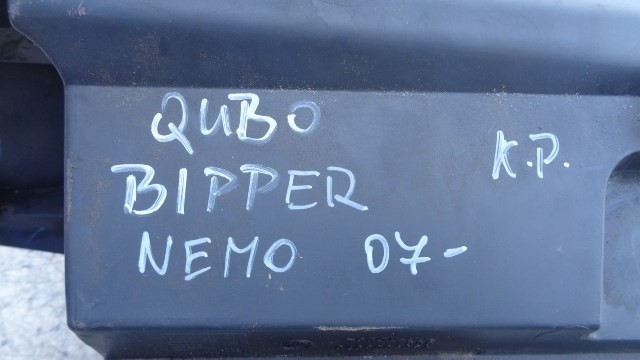 QUBO
BIPPER K.P.
NEMO 07-